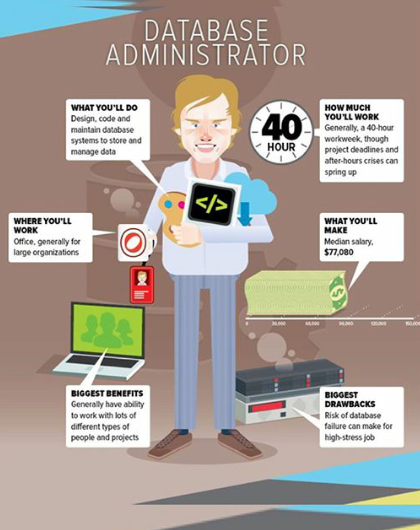 DATABASE
ADMINISTRATOR
WHAT YOU'LL DO
Design, code and
maintain database
systems to store and
manage data
40
HOUR
HOW MUCH
YOU'LL WORK
Generally, a 40-hour
workweek, though
project deadlines and
after-hours crises can
spring up
</>
WHERE YOU'LL
WORK
Office, generally for
large organizations
WHAT YOU'LL
MAKE
Median salary,
$77,080
0 30,000 60,000 90,000 120,000 150,000
BIGGEST BENEFITS
Generally have ability
to work with lots of
different types of
people and projects
BIGGEST
DRAWBACKS
Risk of database
failure can make for
high-stress job